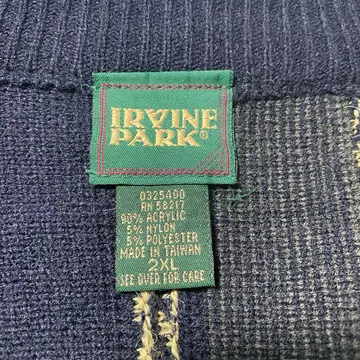 IRVINE
PARK®
0325400
RN 58217
90% ACRYLIC
5% NYLON
5% POLYESTER
MADE IN TAIWAN
2XL
SEE OVER FOR CARE